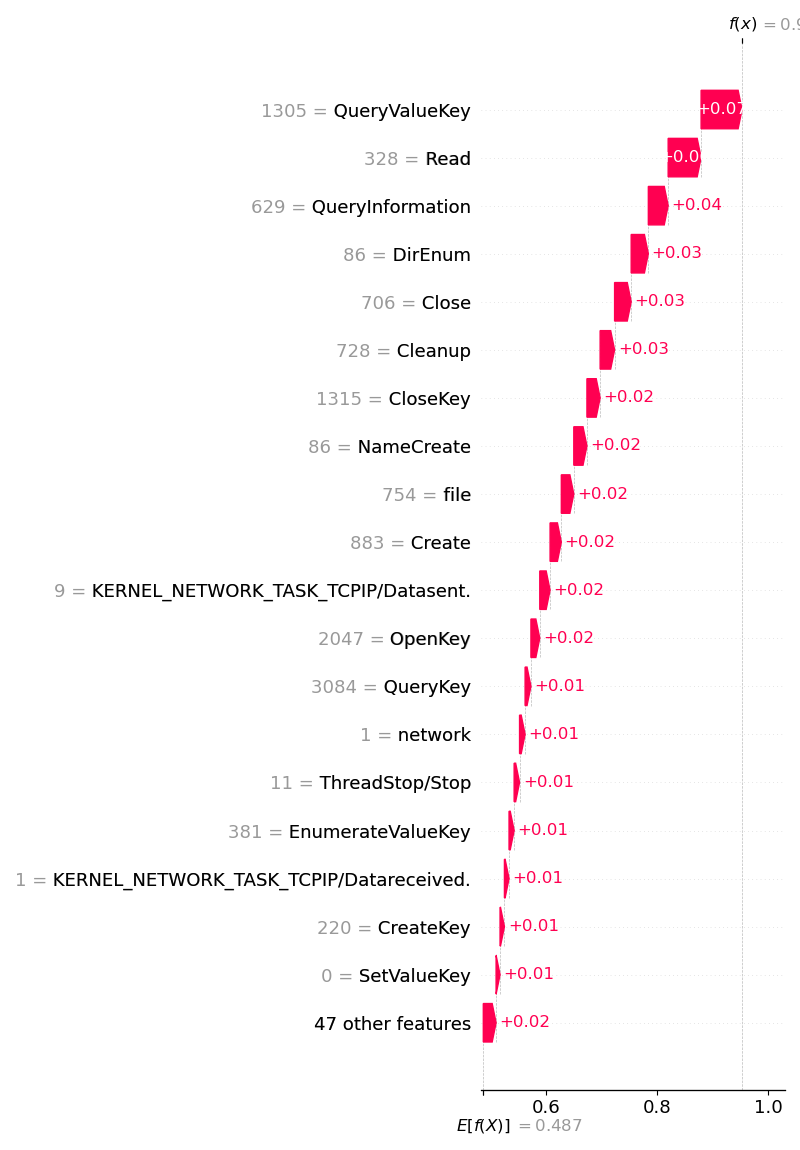 f(x) = 0.9
1305 = QueryValueKey +0.07
328 = Read
629 = QueryInformation +0.04
86 = DirEnum +0.03
706 = Close +0.03
728 = Cleanup +0.03
1315 = CloseKey +0.02
86 = NameCreate +0.02
754 = file +0.02
883 = Create +0.02
9 = KERNEL_NETWORK_TASK_TCPIP/Datasent. +0.02
2047 = OpenKey +0.02
3084 = QueryKey +0.01
1 = network +0.01
11 = ThreadStop/Stop +0.01
381 = EnumerateValueKey +0.01
1 = KERNEL_NETWORK_TASK_TCPIP/Datareceived. +0.01
220 = CreateKey +0.01
0 = SetValueKey +0.01
47 other features +0.02
0.6 0.8 1.0
E[f(X)] = 0.487